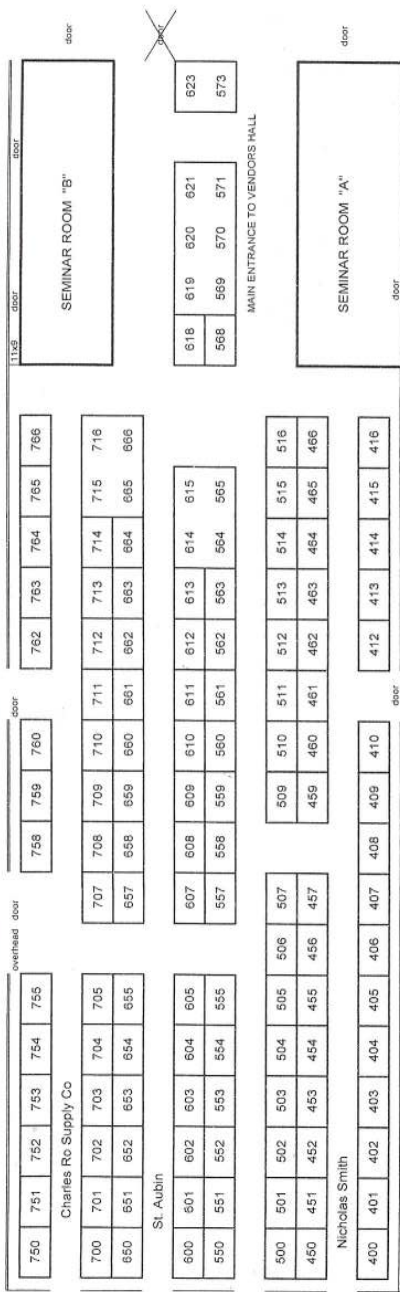 overhead door door 11x9 door door door
750 751 752 753 754 755 758 759 760 762 763 764 765 766
SEMINAR ROOM "B"
Charles Ro Supply Co
700 701 702 703 704 705 707 708 709 710 711 712 713 714 715 716
650 651 652 653 654 655 657 658 659 660 661 662 663 664 665 666
door
St. Aubin
600 601 602 603 604 605 607 608 609 610 611 612 613 614 615 618 619 620 621 623
550 551 552 553 554 555 557 558 559 560 561 562 563 564 565 568 569 570 571 573
MAIN ENTRANCE TO VENDORS HALL
500 501 502 503 504 505 506 507 509 510 511 512 513 514 515 516
450 451 452 453 454 455 456 457 459 460 461 462 463 464 465 466
SEMINAR ROOM "A"
door
Nicholas Smith
400 401 402 403 404 405 406 407 408 409 410 412 413 414 415 416
door door